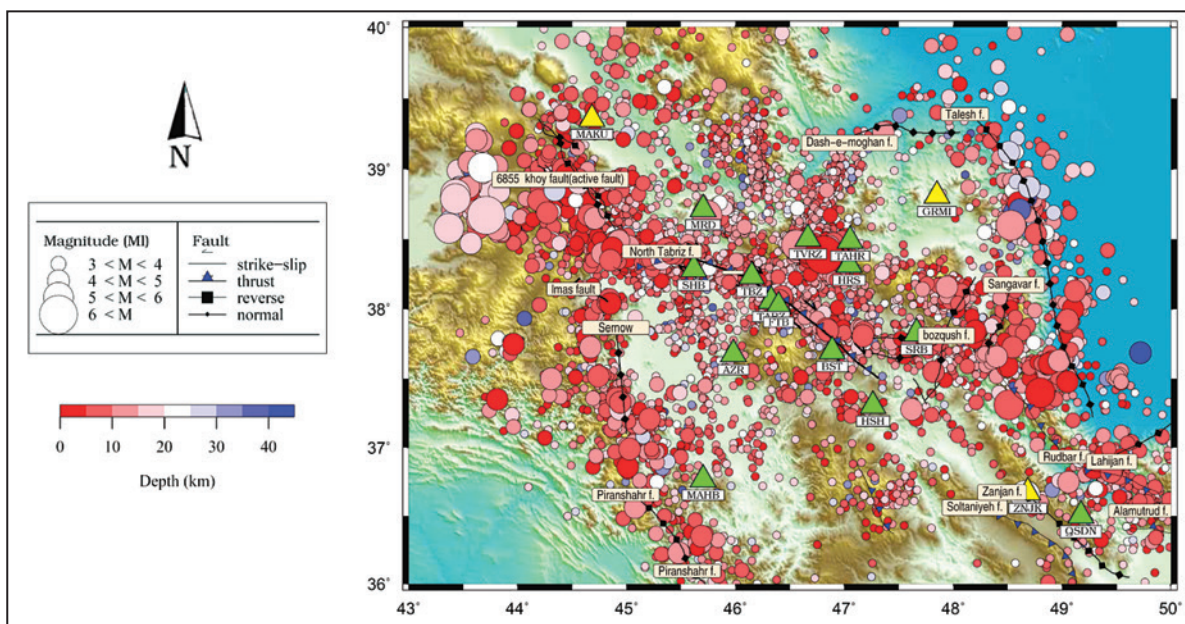 N
Magnitude (Ml)
3 < M < 4
4 < M < 5
5 < M < 6
6 < M
Fault
strike-slip
thrust
reverse
normal
0 10 20 30 40
Depth (km)
40˚
39˚
38˚
37˚
36˚
43˚ 44˚ 45˚ 46˚ 47˚ 48˚ 49˚ 50˚
MAKU
Talesh f.
Dash-e-moghan f.
6855 khoy fault(active fault)
GRMI
MRD
North Tabriz f.
TVRZ
TAHR
HRS
SHB
TBZ
Sangavar f.
Imas fault
TABZ
FTB
Sernow
bozqush f.
SRB
AZR
BST
HSH
Rudbar f.
Lahijan f.
MAHB
Piranshahr f.
Zanjan f.
Soltaniyeh f.
ZNJK
Alamutrud f.
QSDN
Piranshahr f.